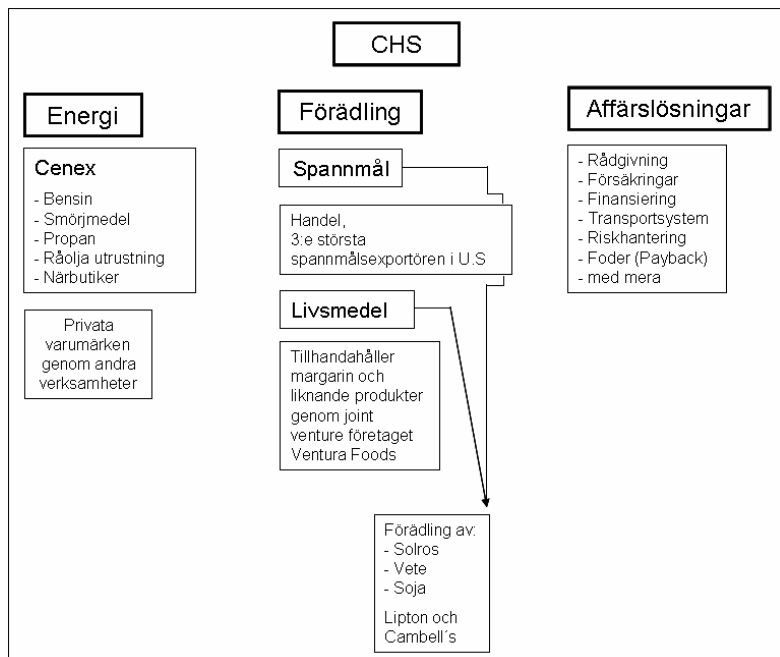 CHS
Energi
Cenex
- Bensin
- Smörjmedel
- Propan
- Råolja utrustning
- Närbutiker
Privata
varumärken
genom andra
verksamheter
Förädling
Spannmål
Handel,
3:e största
spannmålsexportören i U.S
Livsmedel
Tillhandahåller
margarin och
liknande produkter
genom joint
venture företaget
Ventura Foods
Förädling av:
- Solros
- Vete
- Soja
Lipton och
Cambell´s
Affärslösningar
- Rådgivning
- Försäkringar
- Finansiering
- Transportsystem
- Riskhantering
- Foder (Payback)
- med mera